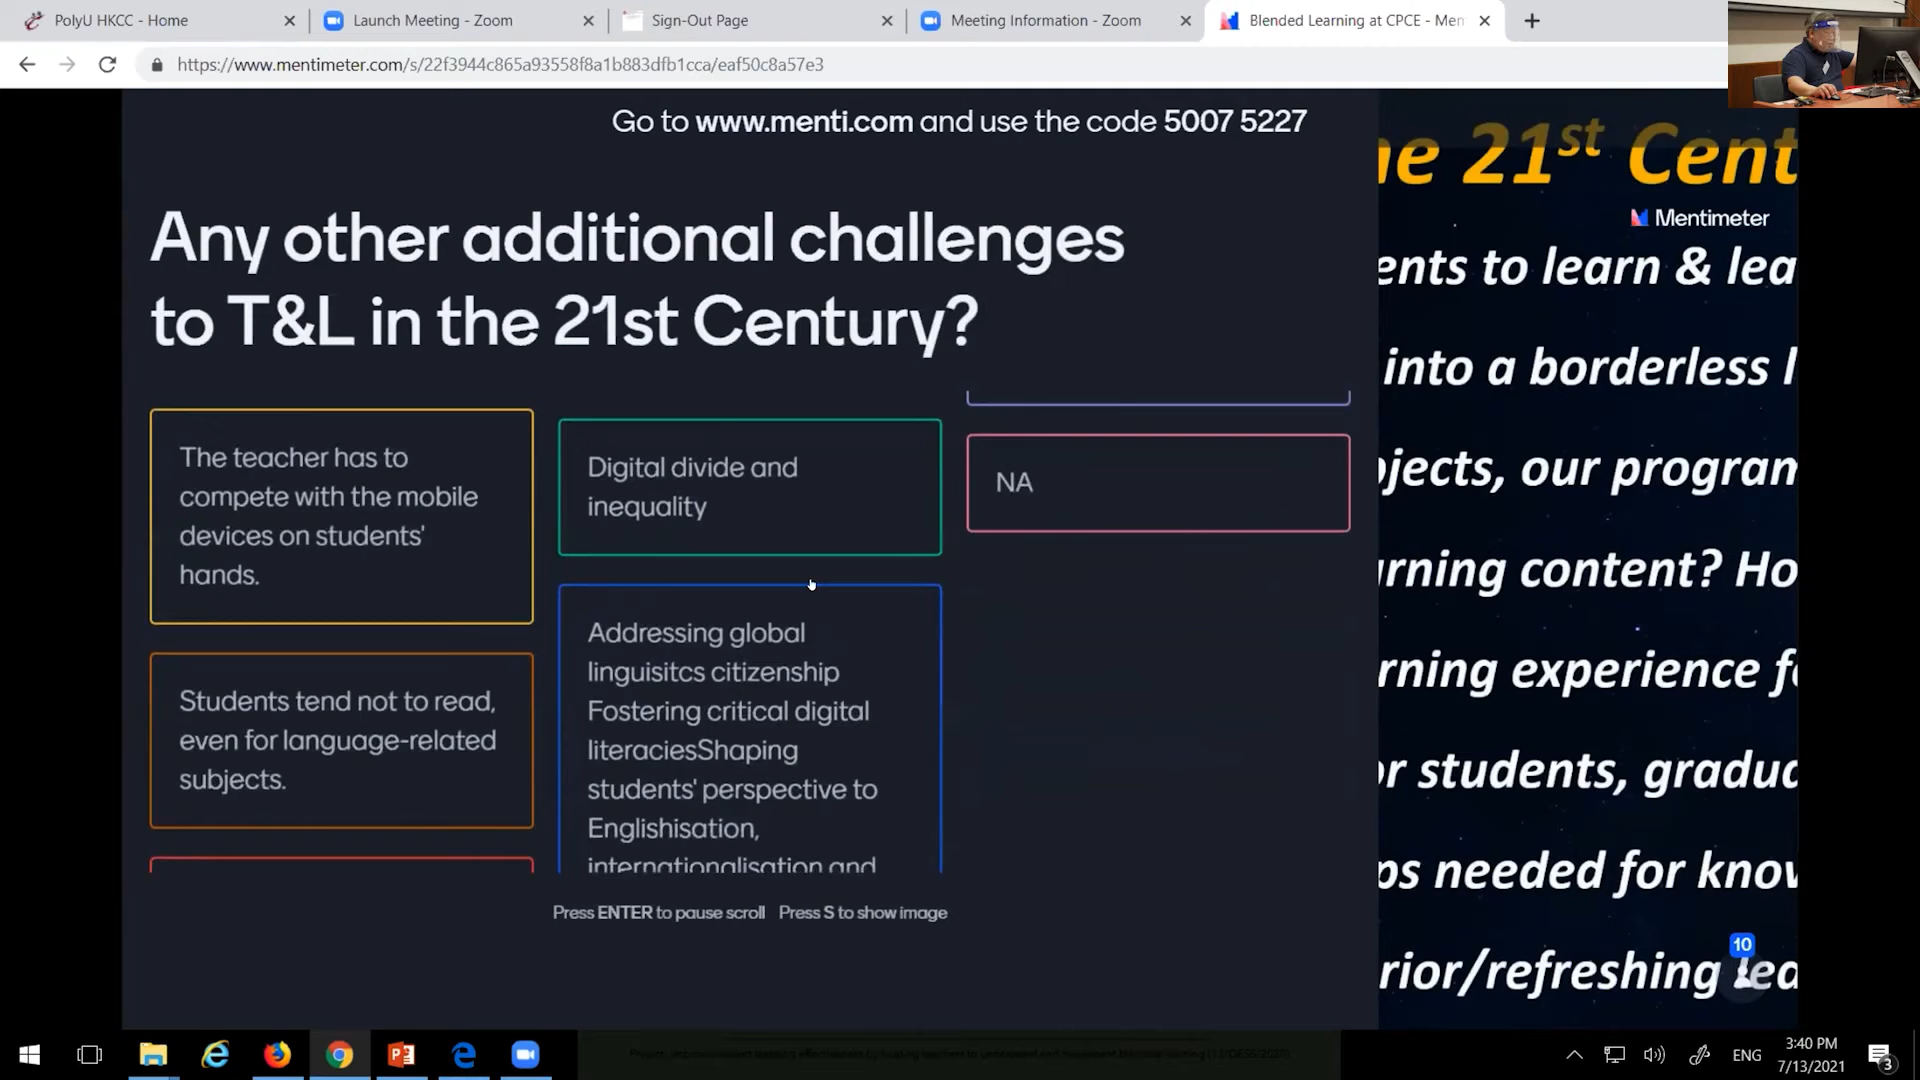 PolyU HKCC - Home
Launch Meeting - Zoom
Sign-Out Page
Meeting Information - Zoom
Blended Learning at CPCE - Men
https://www.mentimeter.com/s/22f3944c865a93558f8a1b883dfb1cca/eaf50c8a57e3
Go to www.menti.com and use the code 5007 5227
Any other additional challenges
to T&L in the 21st Century?
The teacher has to
compete with the mobile
devices on students'
hands.
Students tend not to read,
even for language-related
subjects.
Digital divide and
inequality
Addressing global
linguisitcs citizenship
Fostering critical digital
literaciesShaping
students' perspective to
Englishisation,
internationalisation and
NA
Press ENTER to pause scroll Press S to show image
he 21st Cent
Mentimeter
ents to learn & lea
into a borderless l
jects, our program
rning content? Ho
rning experience fo
or students, gradua
ps needed for know
rior/refreshing lea
10
ENG
3:40 PM
7/13/2021
3